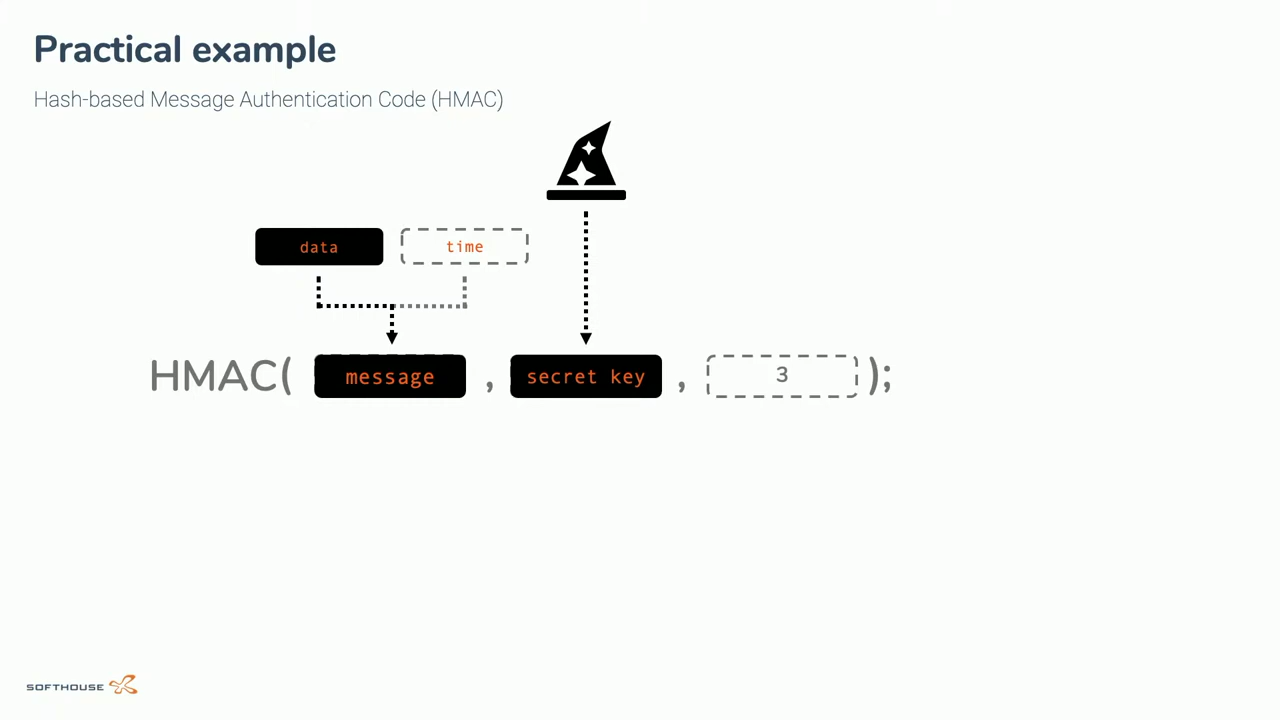 Practical example
Hash-based Message Authentication Code (HMAC)
data time
HMAC( message , secret key , 3 );
SOFTHOUSE